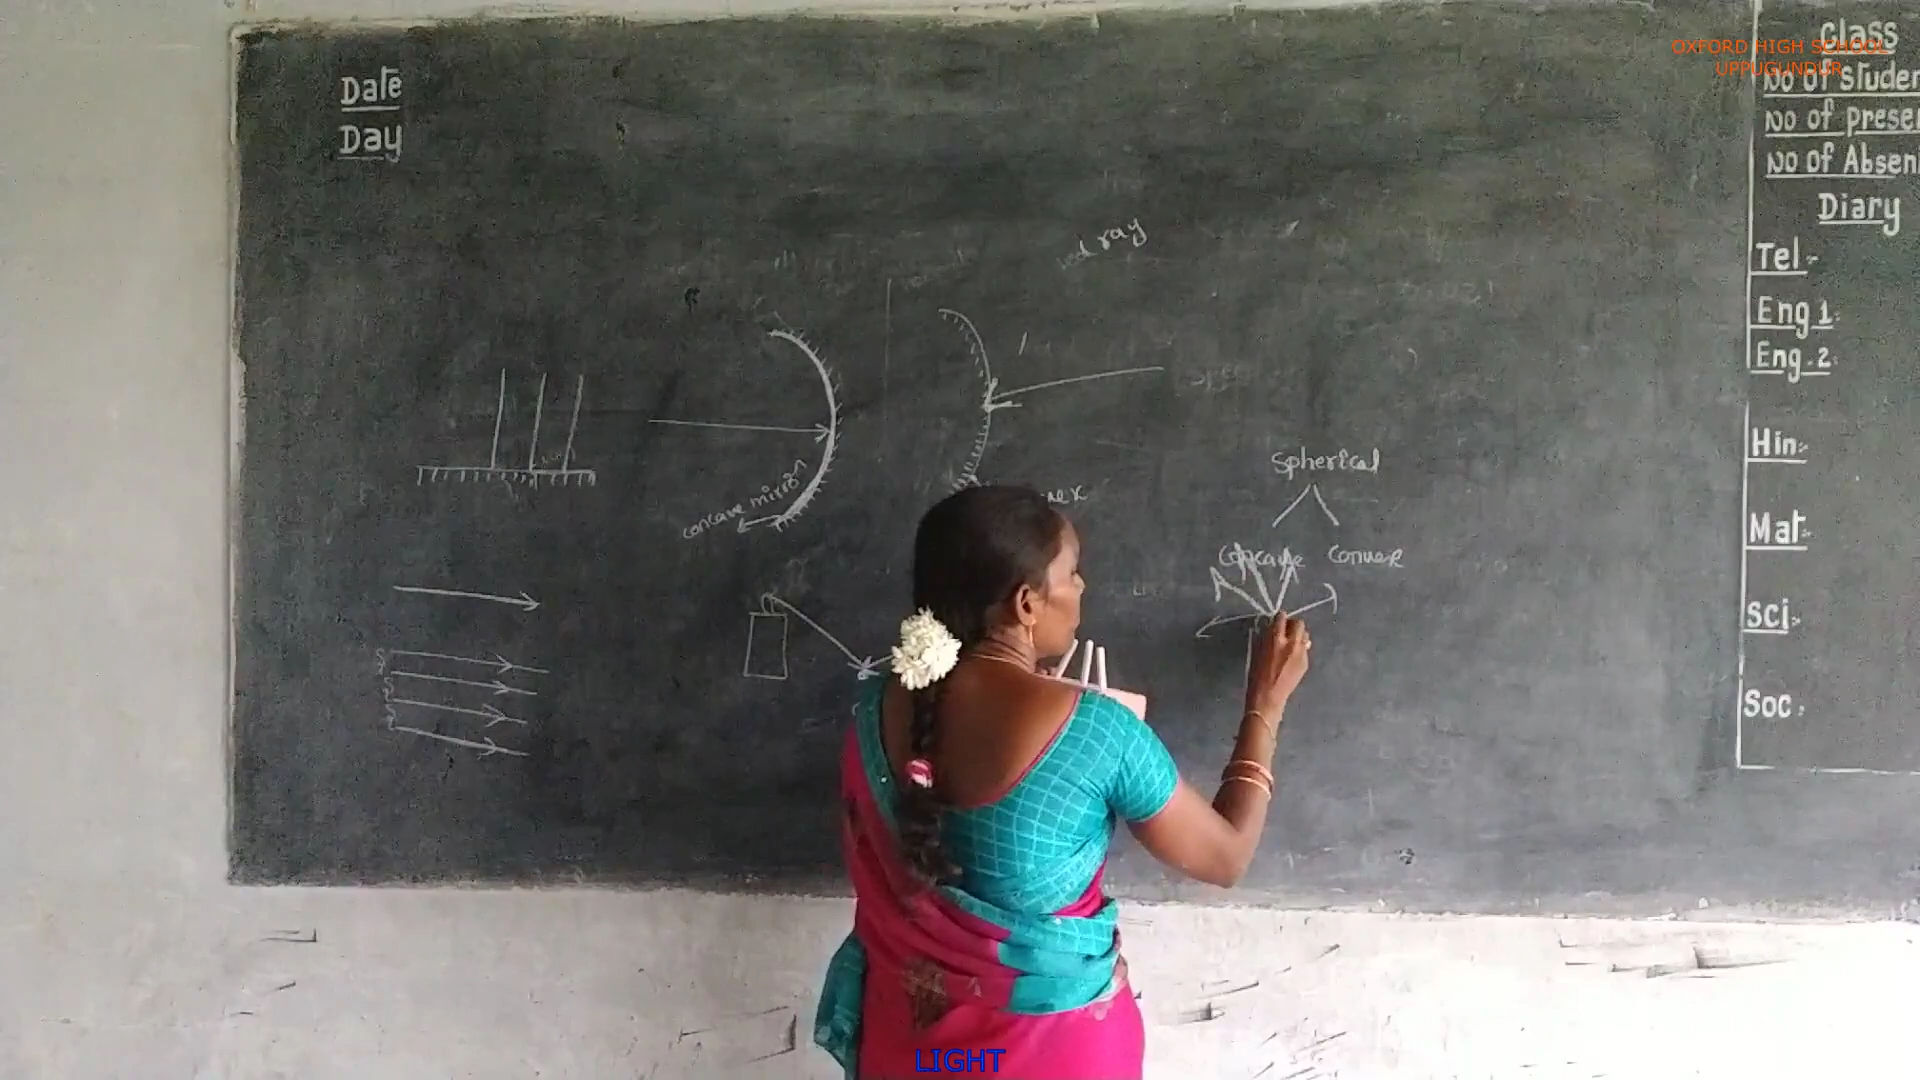 Date
Day
ray
concave mirror
Spherical
Concave Convex
OXFORD HIGH SCHOOL
UPPUGUNDUR
Class
No of Studen
No of presen
No of Absen
Diary
Tel:-
Eng 1:
Eng. 2
Hin:-
Mat:-
Sci:-
Soc:
LIGHT